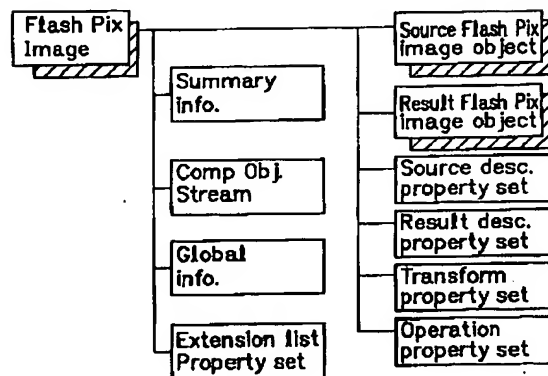 Flash Pix
Image
Summary
info.
Comp Obj.
Stream
Global
info.
Extension list
Property set
Source Flash Pix
image object
Result Flash Pix
image object
Source desc.
property set
Result desc.
property set
Transform
property set
Operation
property set